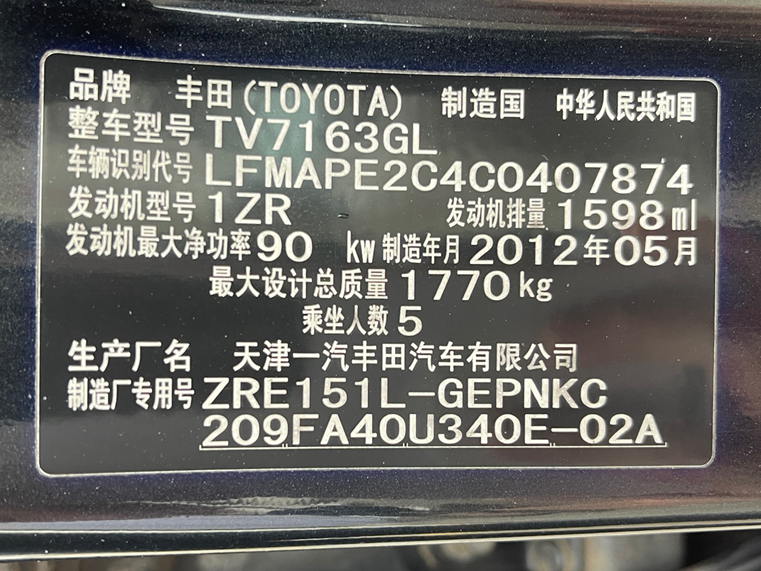 品牌 丰田(TOYOTA) 制造国 中华人民共和国
整车型号 TV7163GL
车辆识别代号 LFMAPE2C4C0407874
发动机型号 1ZR 发动机排量 1598ml
发动机最大净功率 90 kw 制造年月 2012年05月
最大设计总质量 1770 kg
乘坐人数 5
生产厂名 天津一汽丰田汽车有限公司
制造厂专用号 ZRE151L-GEPNKC
209FA40U340E-02A